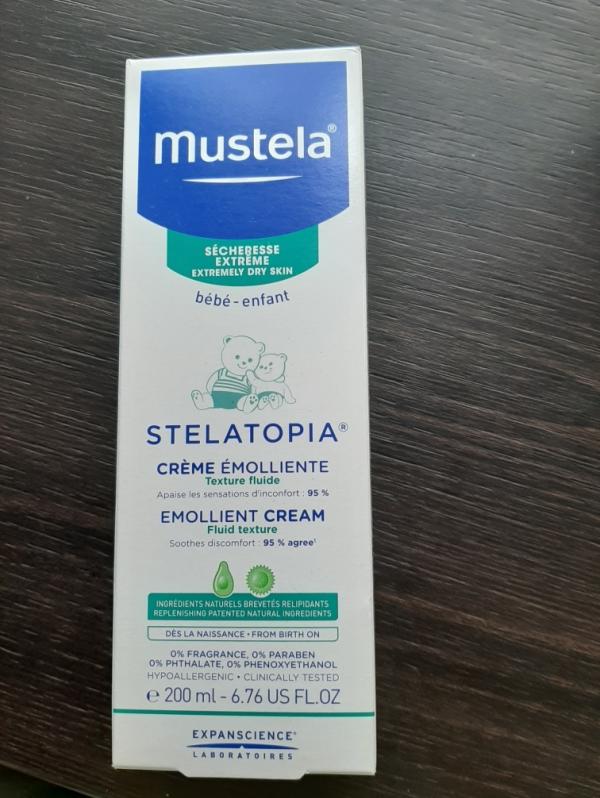 mustela®
SÉCHERESSE
EXTRÊME
EXTREMELY DRY SKIN
bébé-enfant
STELATOPIA®
CRÈME ÉMOLLIENTE
Texture fluide
Apaise les sensations d'inconfort : 95 %
EMOLLIENT CREAM
Fluid texture
Soothes discomfort : 95 % agree¹
INGRÉDIENTS NATURELS BREVETÉS RELIPIDANTS
REPLENISHING PATENTED NATURAL INGREDIENTS
DÈS LA NAISSANCE • FROM BIRTH ON
0% FRAGRANCE, 0% PARABEN
0% PHTHALATE, 0% PHENOXYETHANOL
HYPOALLERGENIC • CLINICALLY TESTED
℮ 200 ml - 6.76 US FL.OZ
EXPANSCIENCE®
LABORATOIRES